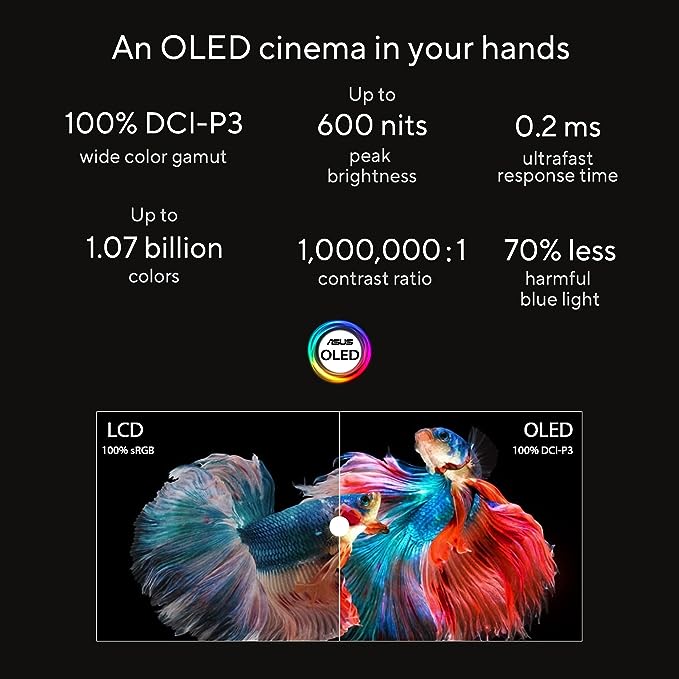 An OLED cinema in your hands
100% DCI-P3
wide color gamut
Up to
600 nits
peak
brightness
0.2 ms
ultrafast
response time
Up to
1.07 billion
colors
1,000,000:1
contrast ratio
70% less
harmful
blue light
ASUS
OLED
LCD
100% sRGB
OLED
100% DCI-P3